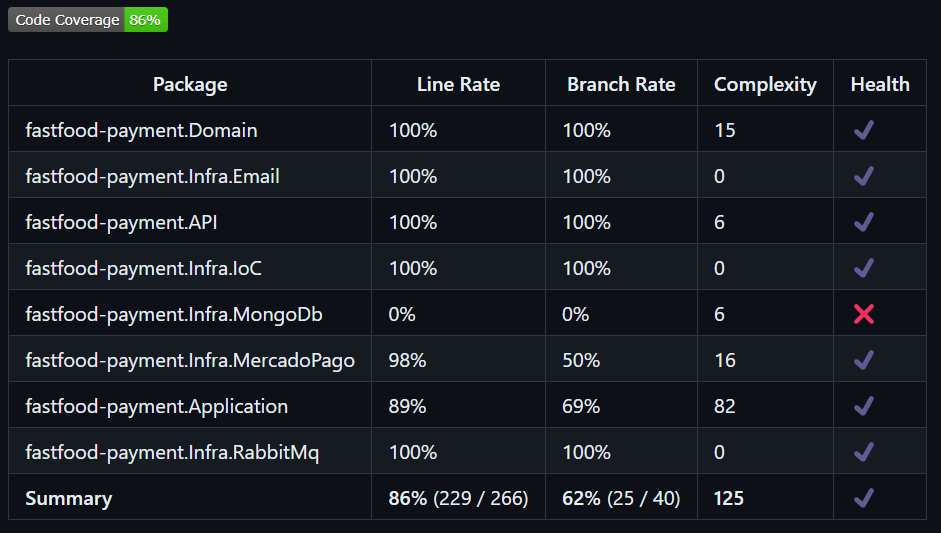 Code Coverage 86%
Package Line Rate Branch Rate Complexity Health
fastfood-payment.Domain 100% 100% 15
fastfood-payment.Infra.Email 100% 100% 0
fastfood-payment.API 100% 100% 6
fastfood-payment.Infra.IoC 100% 100% 0
fastfood-payment.Infra.MongoDb 0% 0% 6
fastfood-payment.Infra.MercadoPago 98% 50% 16
fastfood-payment.Application 89% 69% 82
fastfood-payment.Infra.RabbitMq 100% 100% 0
Summary 86% (229 / 266) 62% (25 / 40) 125